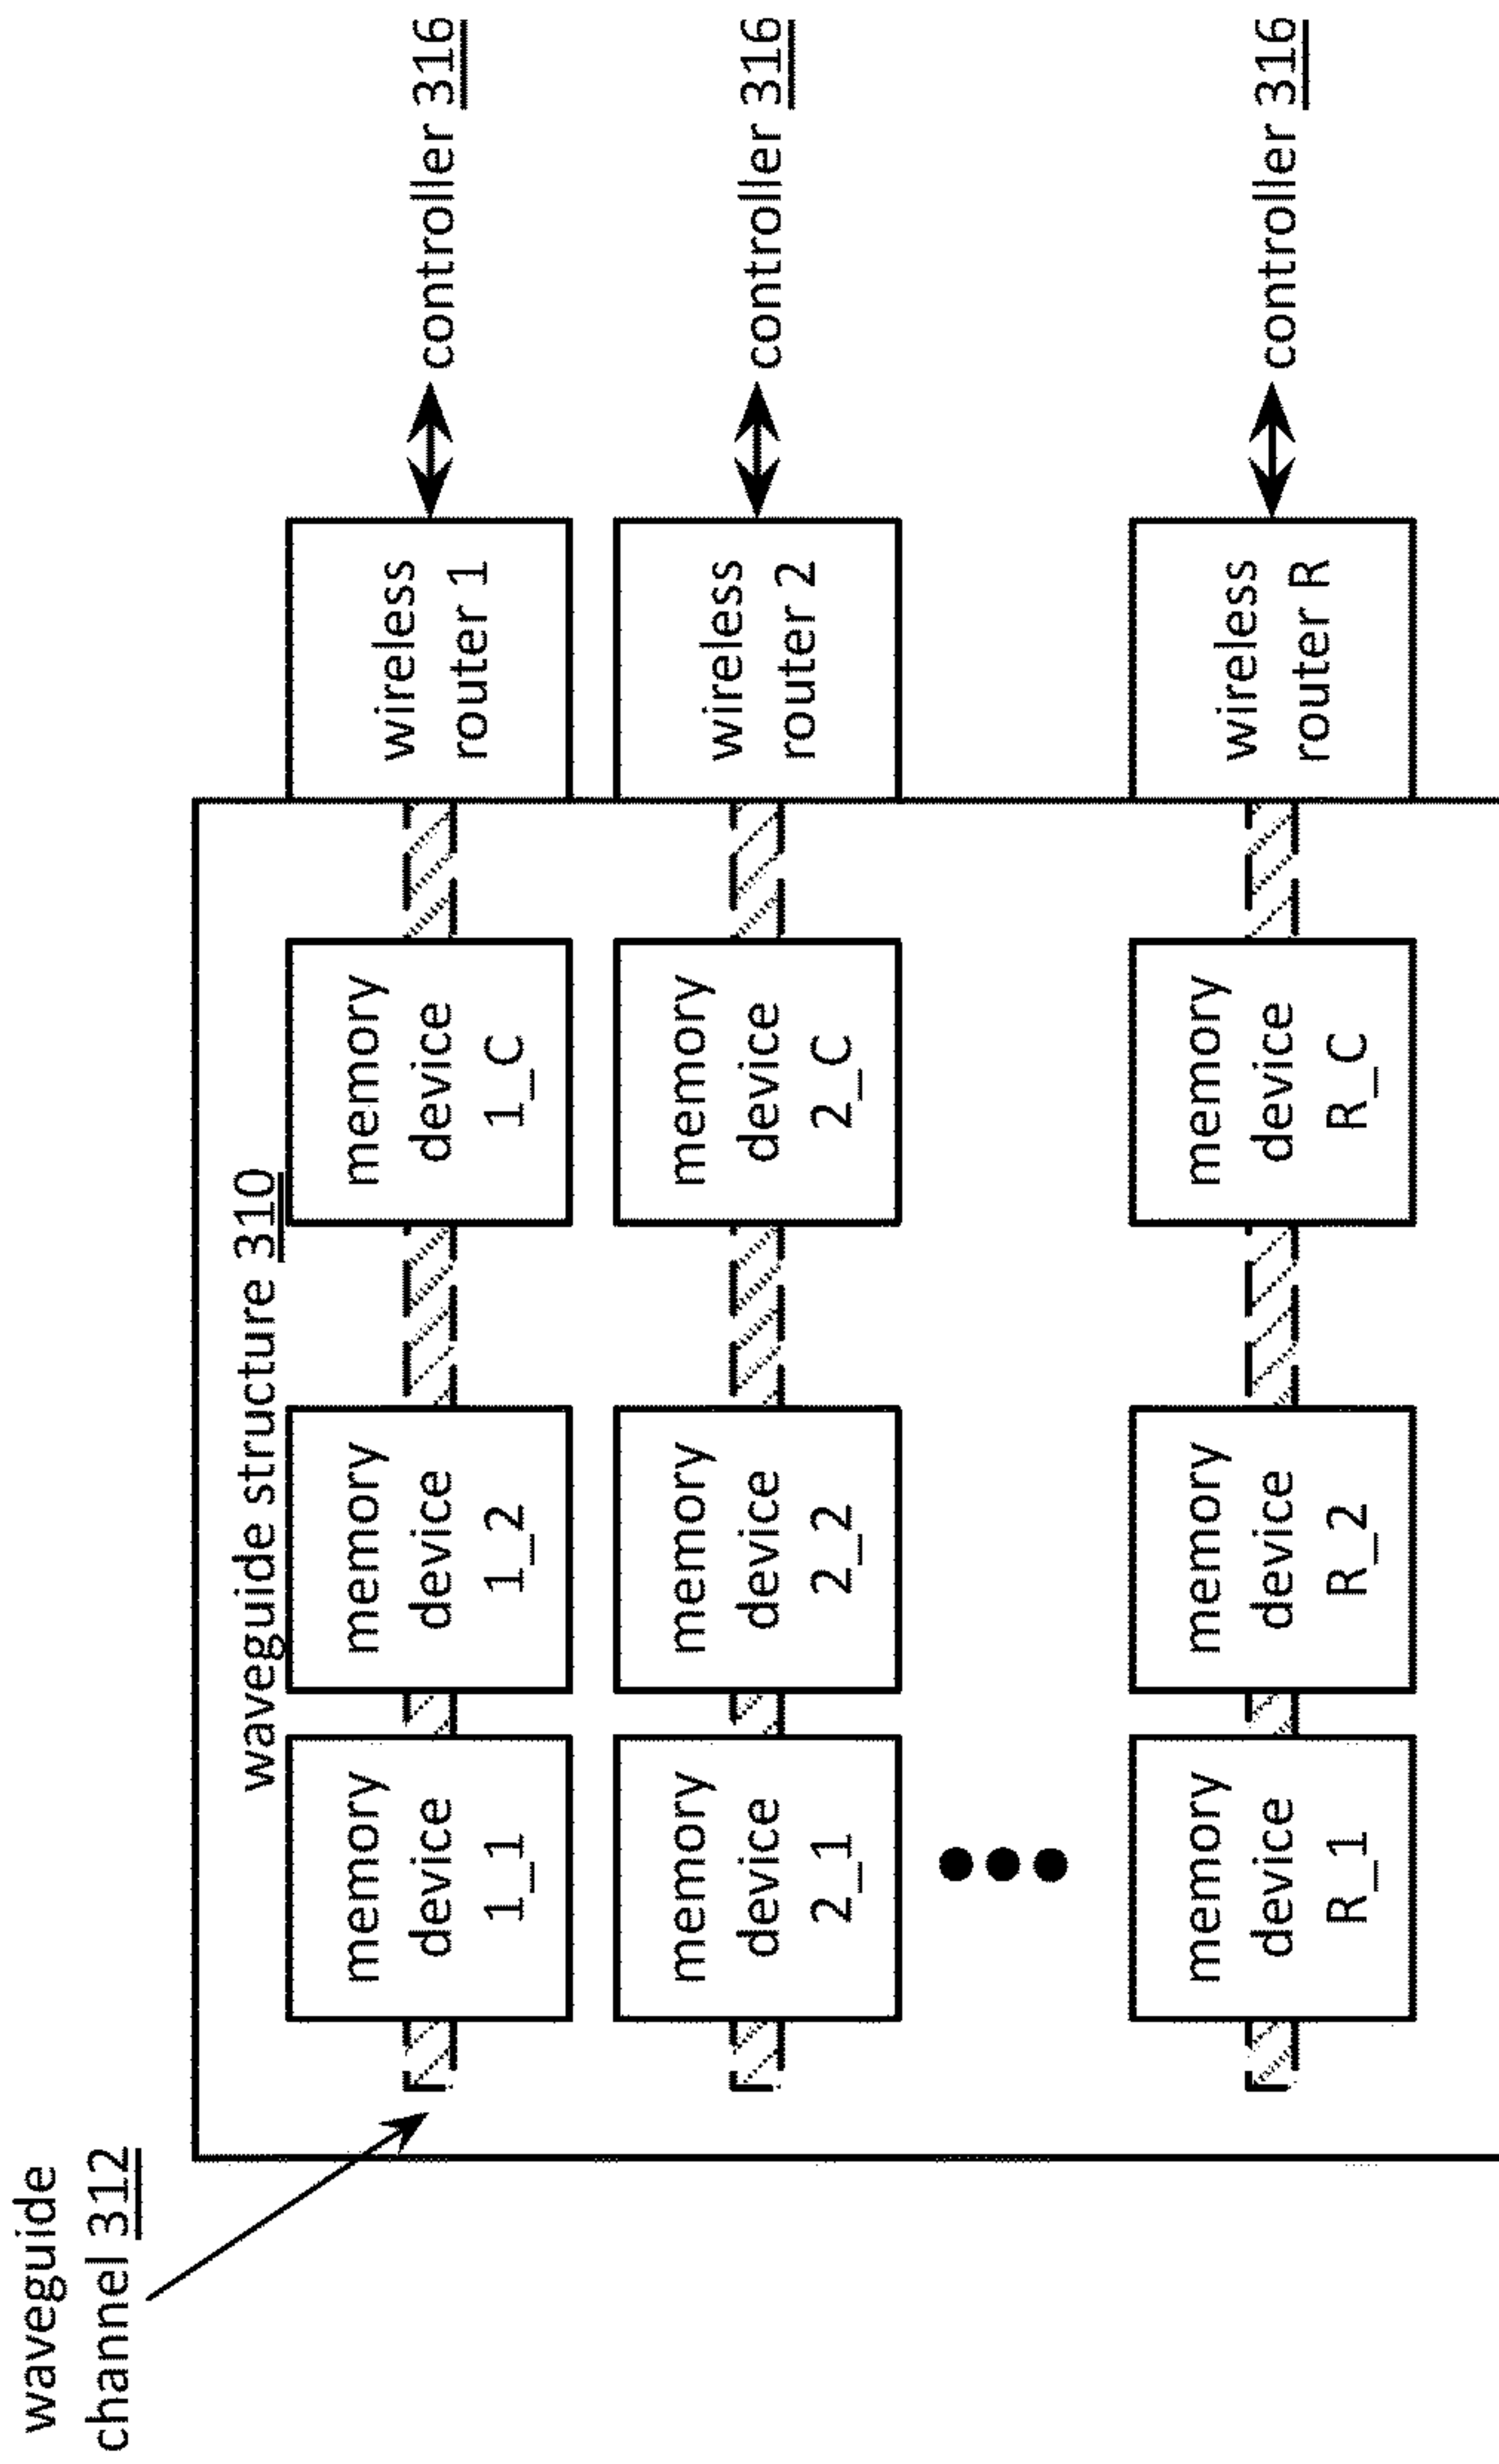 waveguide
channel 312
waveguide structure 310
memory
device
1_1
memory
device
1_2
memory
device
1_C
wireless
router 1
controller 316
memory
device
2_1
memory
device
2_2
memory
device
2_C
wireless
router 2
controller 316
memory
device
R_1
memory
device
R_2
memory
device
R_C
wireless
router R
controller 316